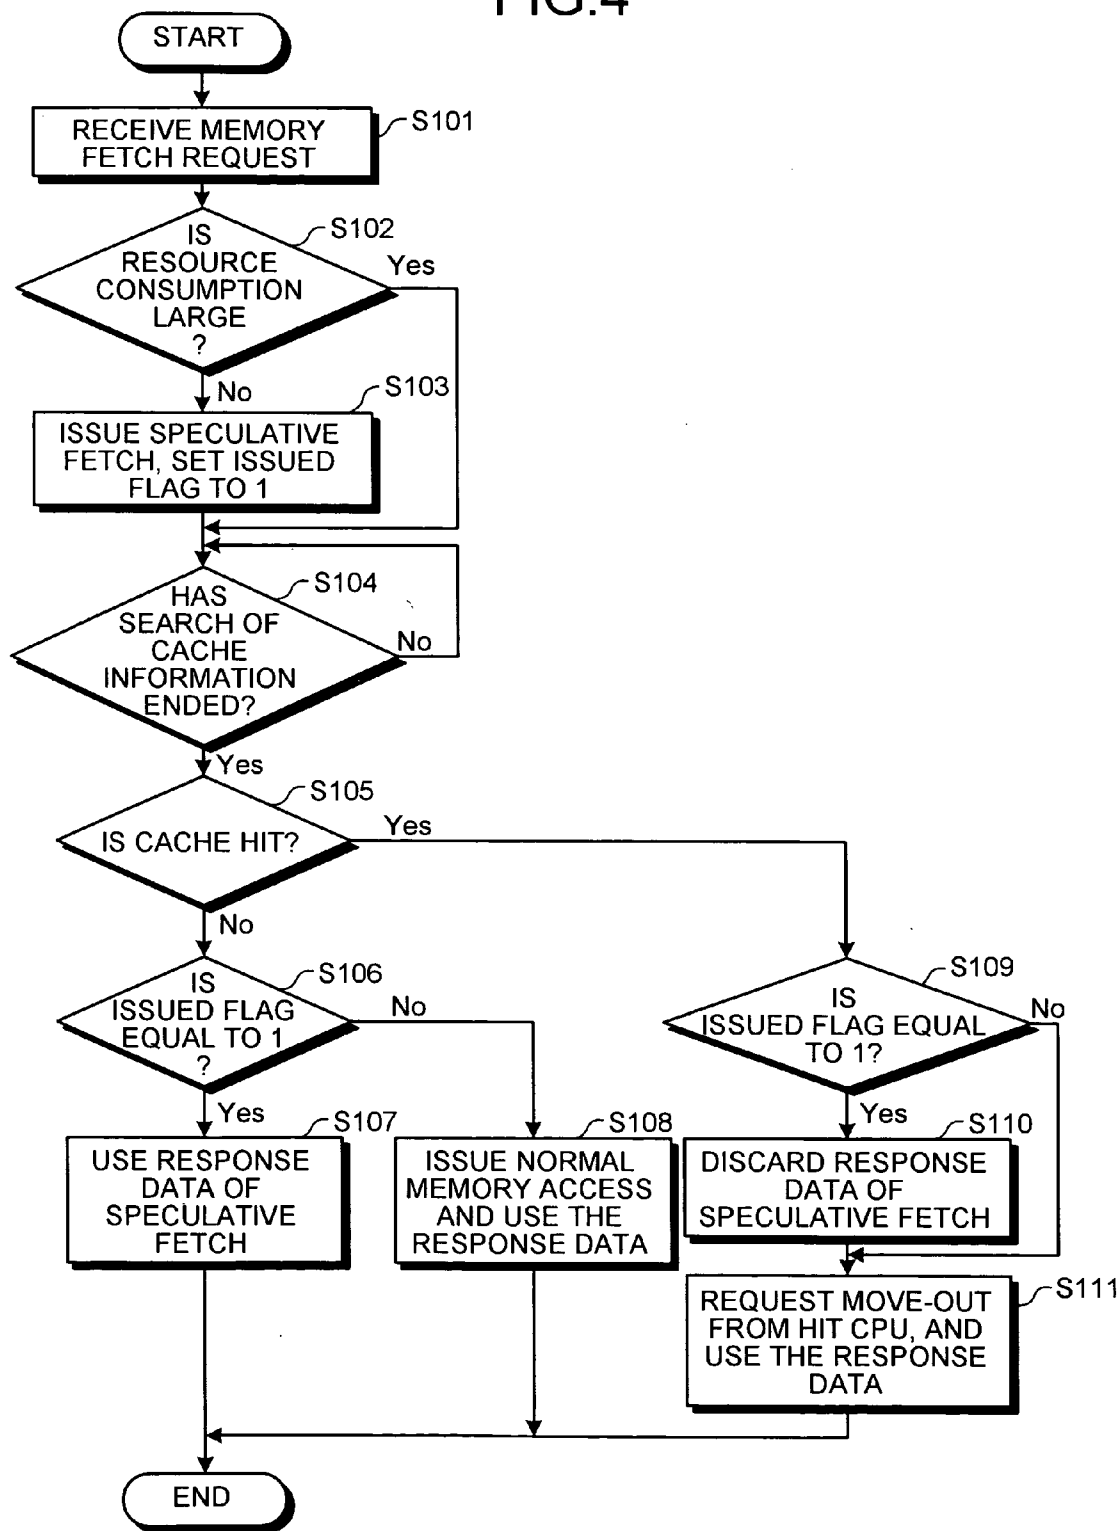 FIG.4
START
RECEIVE MEMORY
FETCH REQUEST
S101
IS
RESOURCE
CONSUMPTION
LARGE
?
S102
Yes
No
S103
ISSUE SPECULATIVE
FETCH, SET ISSUED
FLAG TO 1
S104
HAS
SEARCH OF
CACHE
INFORMATION
ENDED?
No
Yes
S105
IS CACHE HIT?
Yes
No
S106
IS
ISSUED FLAG
EQUAL TO 1
?
No
Yes
S109
IS
ISSUED FLAG EQUAL
TO 1?
No
Yes
S107
USE RESPONSE
DATA OF
SPECULATIVE
FETCH
S108
ISSUE NORMAL
MEMORY ACCESS
AND USE THE
RESPONSE DATA
S110
DISCARD RESPONSE
DATA OF
SPECULATIVE FETCH
S111
REQUEST MOVE-OUT
FROM HIT CPU, AND
USE THE RESPONSE
DATA
END